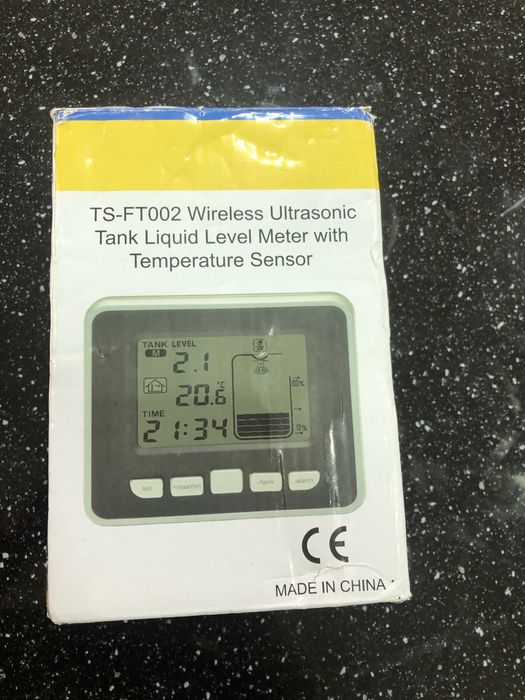 TS-FT002 Wireless Ultrasonic
Tank Liquid Level Meter with
Temperature Sensor
TANK LEVEL
M
2.1
20.6 °C
100%
TIME
21:34
10%
set
+max/min
-/Tank
alarm
CE
MADE IN CHINA